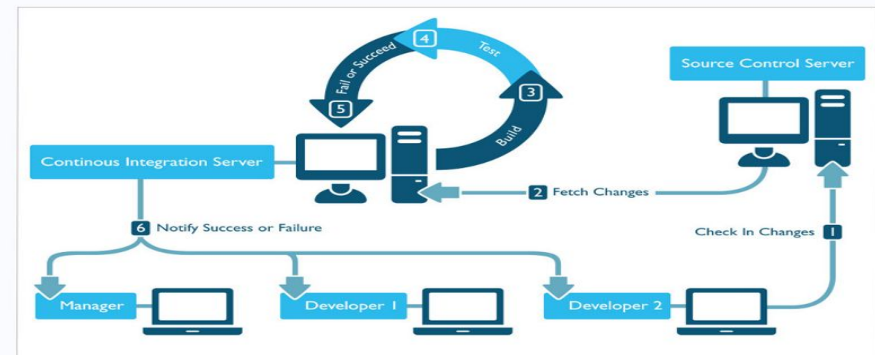 4
Test
Fail or Succeed
5
3
Build
Source Control Server
Continous Integration Server
2 Fetch Changes
6 Notify Success or Failure
Check In Changes 1
Manager
Developer 1
Developer 2